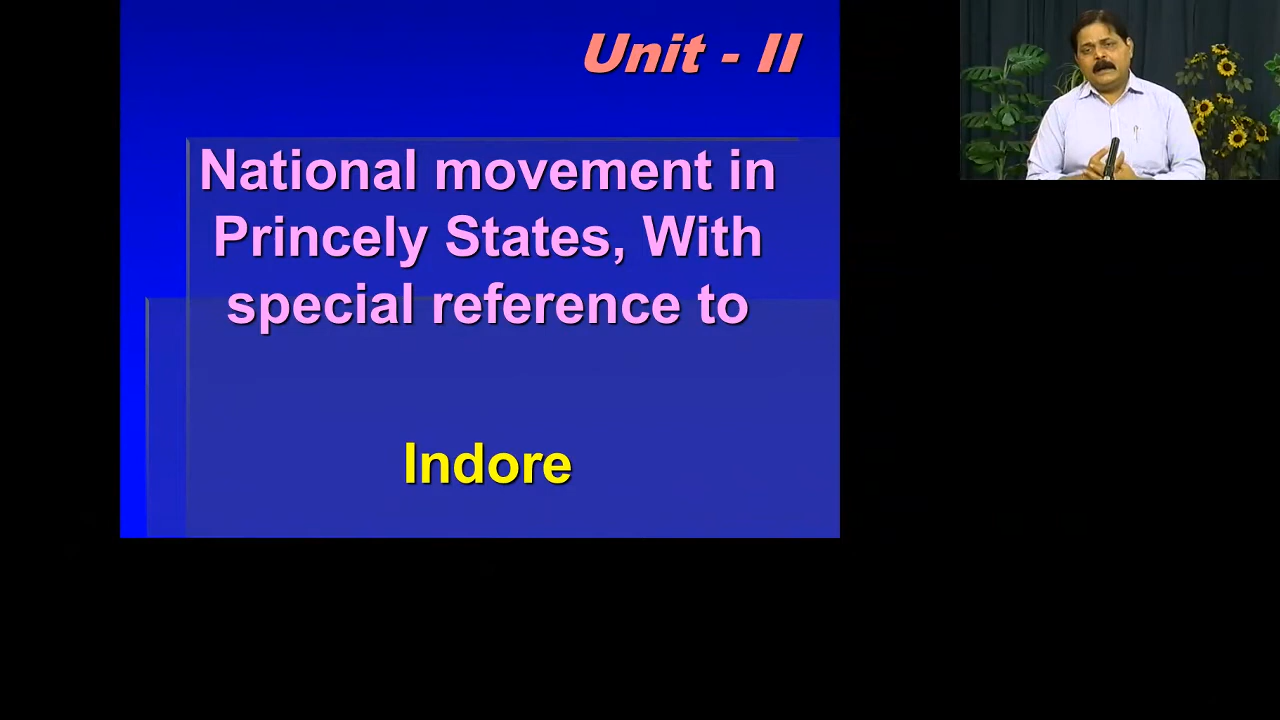 Unit - II
National movement in
Princely States, With
special reference to
Indore